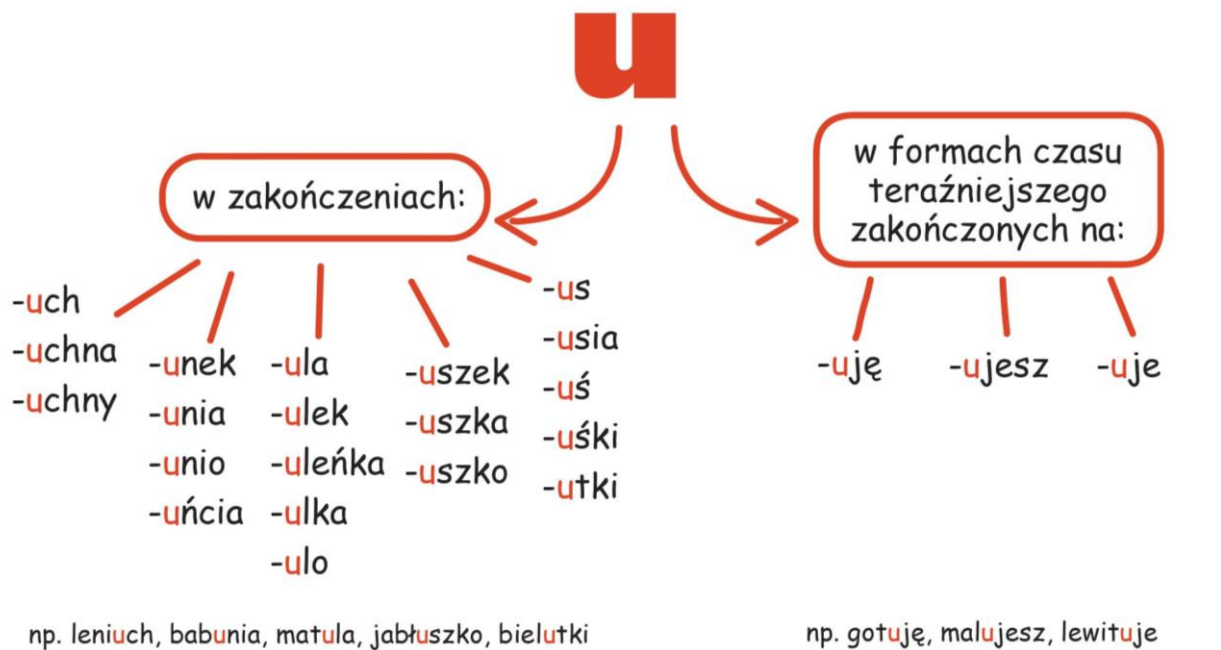 u
w zakończeniach:
-uch
-uchna
-uchny
-unek
-unia
-unio
-uńcia
-ula
-ulek
-uleńka
-ulka
-ulo
-uszek
-uszka
-uszko
-us
-usia
-uś
-uśki
-utki
np. leniuch, babunia, matula, jabłuszko, bielutki
w formach czasu
teraźniejszego
zakończonych na:
-uję
-ujesz
-uje
np. gotuję, malujesz, lewituje